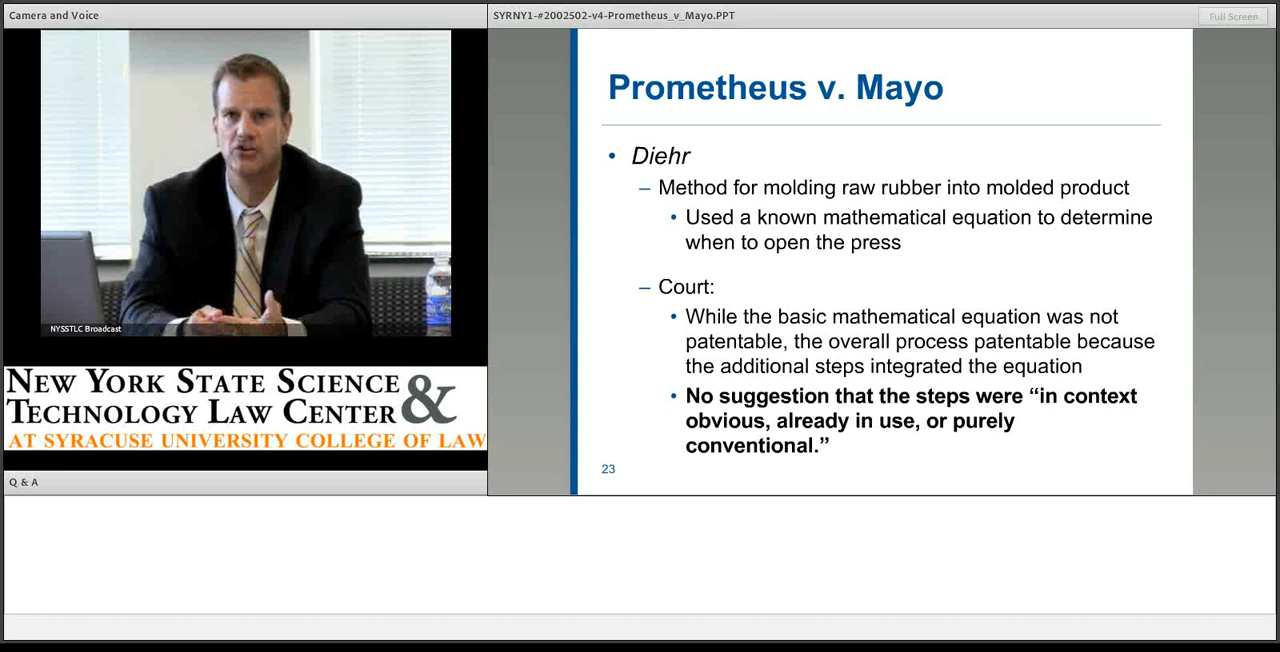 Camera and Voice
SYRNY1-#2002502-v4-Prometheus_v_Mayo.PPT
Full Screen
NYSSTLC Broadcast
NEW YORK STATE SCIENCE &
TECHNOLOGY LAW CENTER
AT SYRACUSE UNIVERSITY COLLEGE OF LAW
Q & A
Prometheus v. Mayo
• Diehr
– Method for molding raw rubber into molded product
• Used a known mathematical equation to determine
when to open the press
– Court:
• While the basic mathematical equation was not
patentable, the overall process patentable because
the additional steps integrated the equation
• No suggestion that the steps were “in context
obvious, already in use, or purely
conventional.”
23